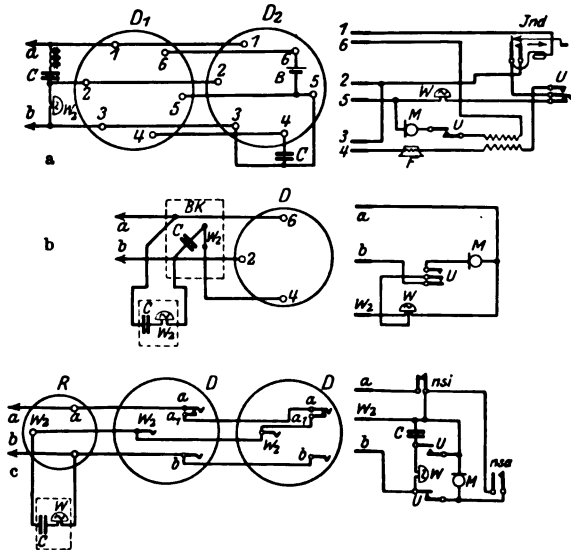 D1 D2
1 Jnd
a 1 1 6
C 6 6
2 2 B 2 U
b W2 5 5 5 W
3 3 4 M U
4 C 3
a 4 F
BK D a
a 6
b C W2 b M
b 2 U
4 W2 W
C W2
R D D a nsi
a W2 a a a W2
W2 a1 a1 C
b W2 b U
c b b W M nsa
W U
C